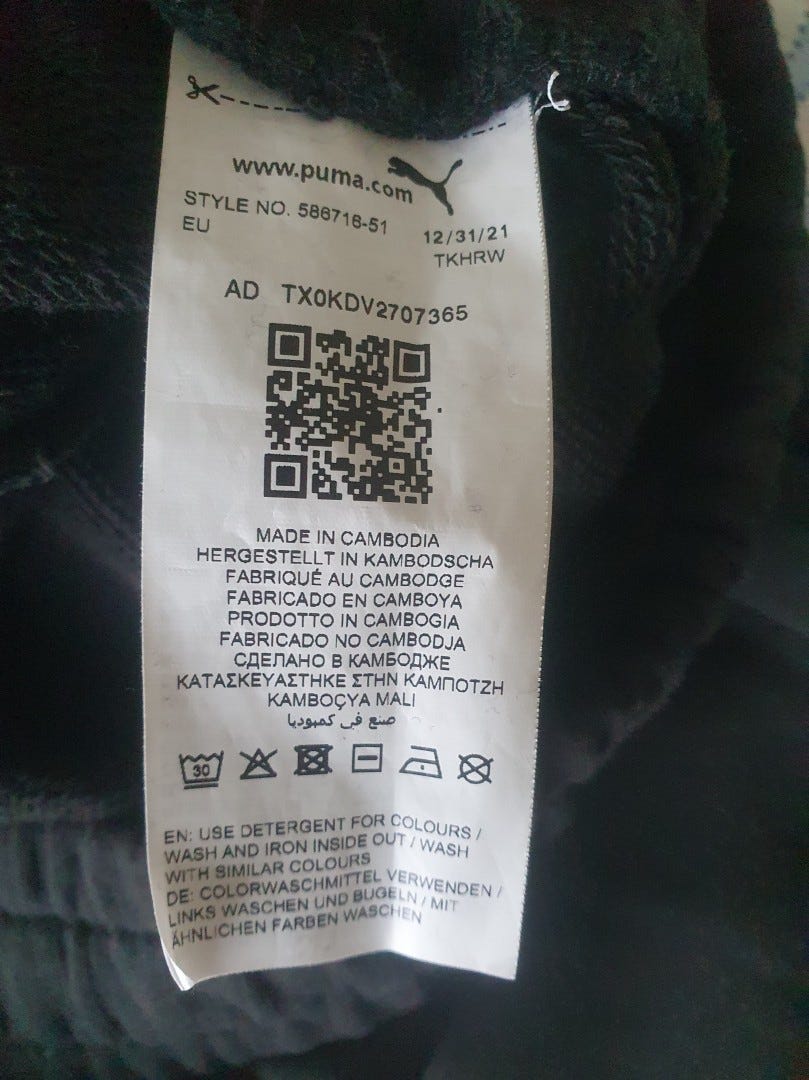 www.puma.com
STYLE NO. 586716-51
EU
12/31/21
TKHRW
AD TX0KDV2707365
MADE IN CAMBODIA
HERGESTELLT IN KAMBODSCHA
FABRIQUÉ AU CAMBODGE
FABRICADO EN CAMBOYA
PRODOTTO IN CAMBOGIA
FABRICADO NO CAMBODJA
СДЕЛАНО В КАМБОДЖЕ
ΚΑΤΑΣΚΕΥΑΣΤΗΚΕ ΣΤΗΝ ΚΑΜΠΟΤΖΗ
KAMBOÇYA MALI
صنع في كمبوديا
30
EN: USE DETERGENT FOR COLOURS /
WASH AND IRON INSIDE OUT / WASH
WITH SIMILAR COLOURS
DE: COLORWASCHMITTEL VERWENDEN /
LINKS WASCHEN UND BÜGELN / MIT
ÄHNLICHEN FARBEN WASCHEN